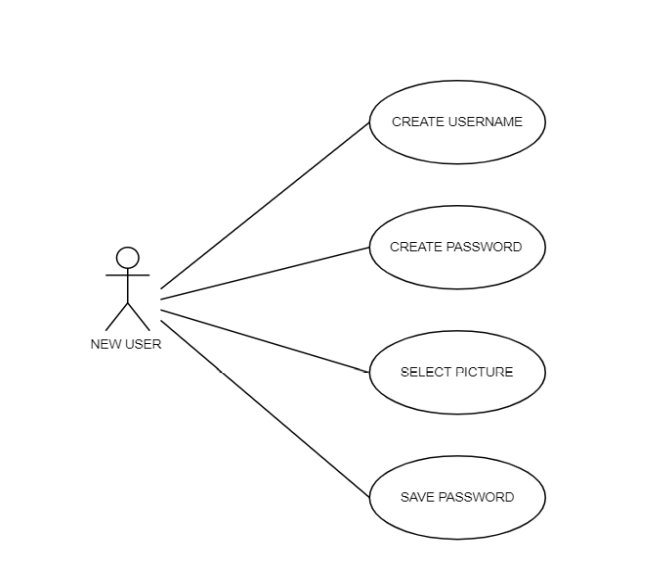 CREATE USERNAME
CREATE PASSWORD
NEW USER
SELECT PICTURE
SAVE PASSWORD